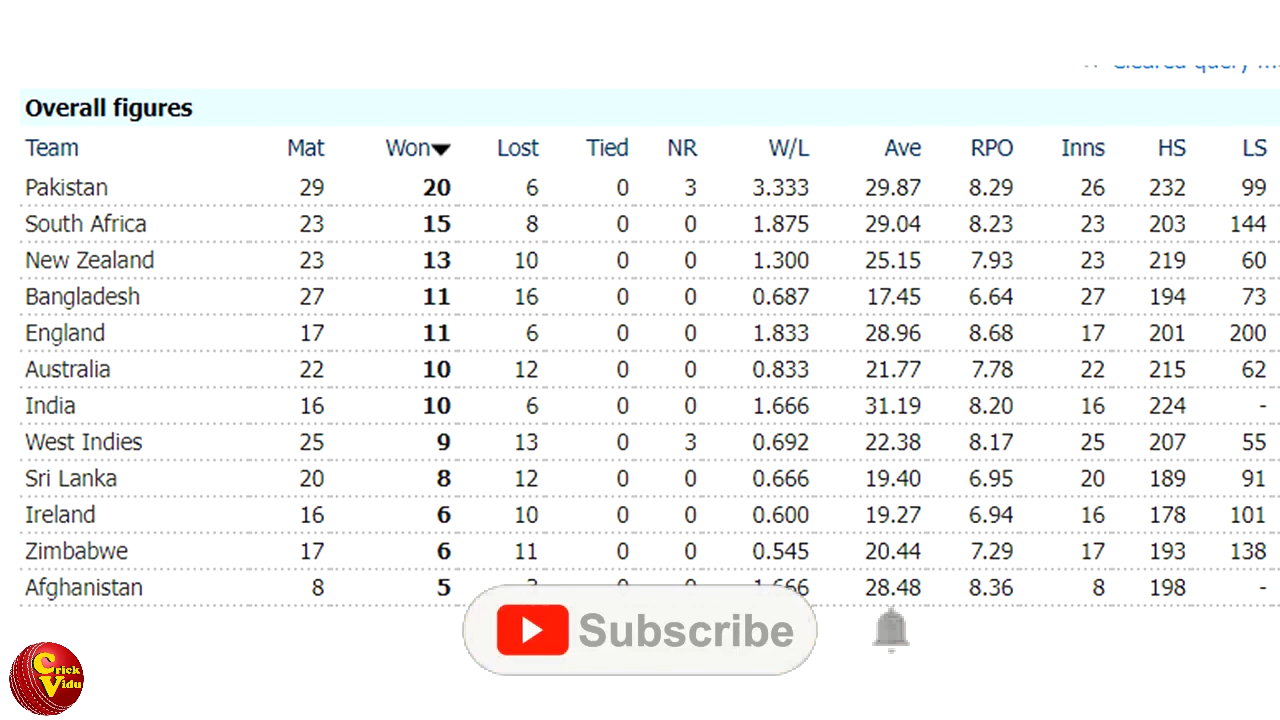 Overall figures
Team Mat Won Lost Tied NR W/L Ave RPO Inns HS LS
Pakistan 29 20 6 0 3 3.333 29.87 8.29 26 232 99
South Africa 23 15 8 0 0 1.875 29.04 8.23 23 203 144
New Zealand 23 13 10 0 0 1.300 25.15 7.93 23 219 60
Bangladesh 27 11 16 0 0 0.687 17.45 6.64 27 194 73
England 17 11 6 0 0 1.833 28.96 8.68 17 201 200
Australia 22 10 12 0 0 0.833 21.77 7.78 22 215 62
India 16 10 6 0 0 1.666 31.19 8.20 16 224 -
West Indies 25 9 13 0 3 0.692 22.38 8.17 25 207 55
Sri Lanka 20 8 12 0 0 0.666 19.40 6.95 20 189 91
Ireland 16 6 10 0 0 0.600 19.27 6.94 16 178 101
Zimbabwe 17 6 11 0 0 0.545 20.44 7.29 17 193 138
Afghanistan 8 5 28.48 8.36 8 198 -
Subscribe
Crick
Vidu